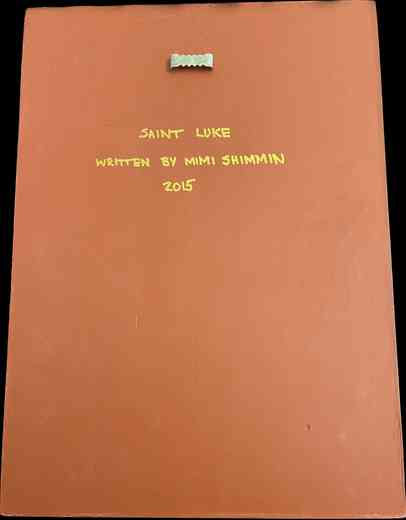 SAINT LUKE
WRITTEN BY MIMI SHIMMIN
2015